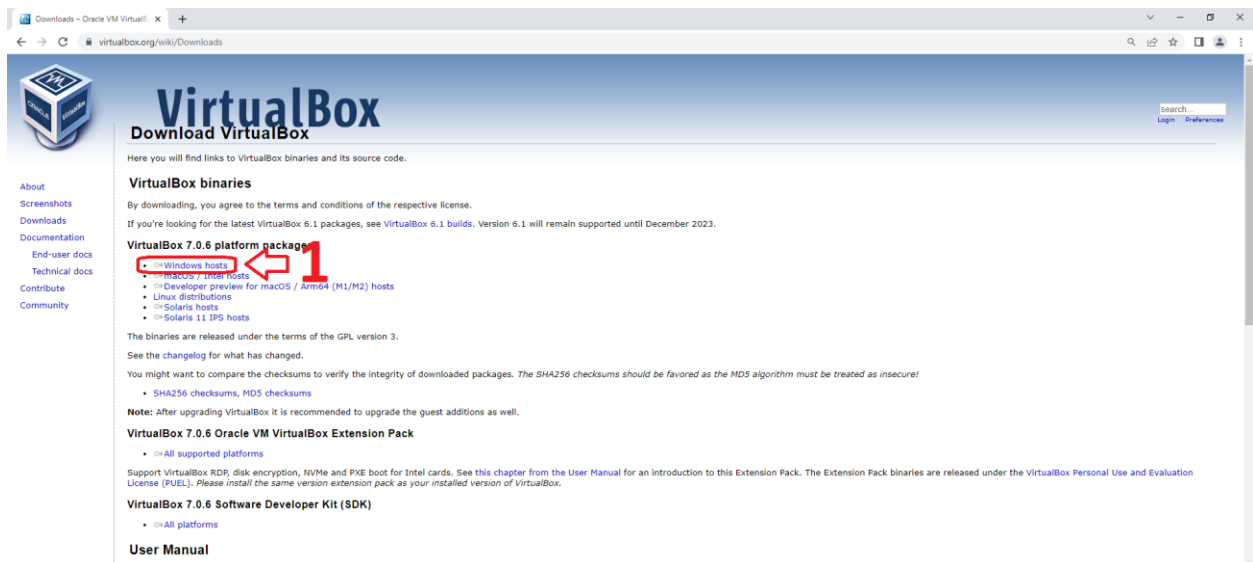 Downloads – Oracle VM Virtual
virtualbox.org/wiki/Downloads
VirtualBox
search...
Login Preferences
ORACLE
VirtualBox
Download VirtualBox
Here you will find links to VirtualBox binaries and its source code.
About
Screenshots
Downloads
Documentation
End-user docs
Technical docs
Contribute
Community
VirtualBox binaries
By downloading, you agree to the terms and conditions of the respective license.
If you're looking for the latest VirtualBox 6.1 packages, see VirtualBox 6.1 builds. Version 6.1 will remain supported until December 2023.
VirtualBox 7.0.6 platform packages
Windows hosts
1
macOS / Intel hosts
Developer preview for macOS / Arm64 (M1/M2) hosts
Linux distributions
Solaris hosts
Solaris 11 IPS hosts
The binaries are released under the terms of the GPL version 3.
See the changelog for what has changed.
You might want to compare the checksums to verify the integrity of downloaded packages. The SHA256 checksums should be favored as the MD5 algorithm must be treated as insecure!
SHA256 checksums, MD5 checksums
Note: After upgrading VirtualBox it is recommended to upgrade the guest additions as well.
VirtualBox 7.0.6 Oracle VM VirtualBox Extension Pack
All supported platforms
Support VirtualBox RDP, disk encryption, NVMe and PXE boot for Intel cards. See this chapter from the User Manual for an introduction to this Extension Pack. The Extension Pack binaries are released under the VirtualBox Personal Use and Evaluation
License (PUEL). Please install the same version extension pack as your installed version of VirtualBox.
VirtualBox 7.0.6 Software Developer Kit (SDK)
All platforms
User Manual